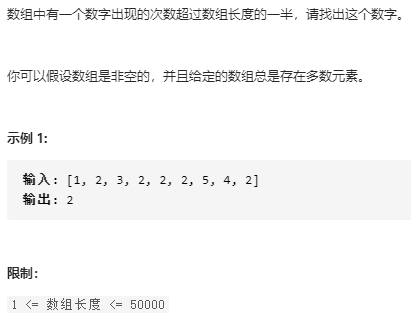 数组中有一个数字出现的次数超过数组长度的一半，请找出这个数字。
你可以假设数组是非空的，并且给定的数组总是存在多数元素。
示例 1:
输入: [1, 2, 3, 2, 2, 2, 5, 4, 2]
输出: 2
限制：
1 <= 数组长度 <= 50000